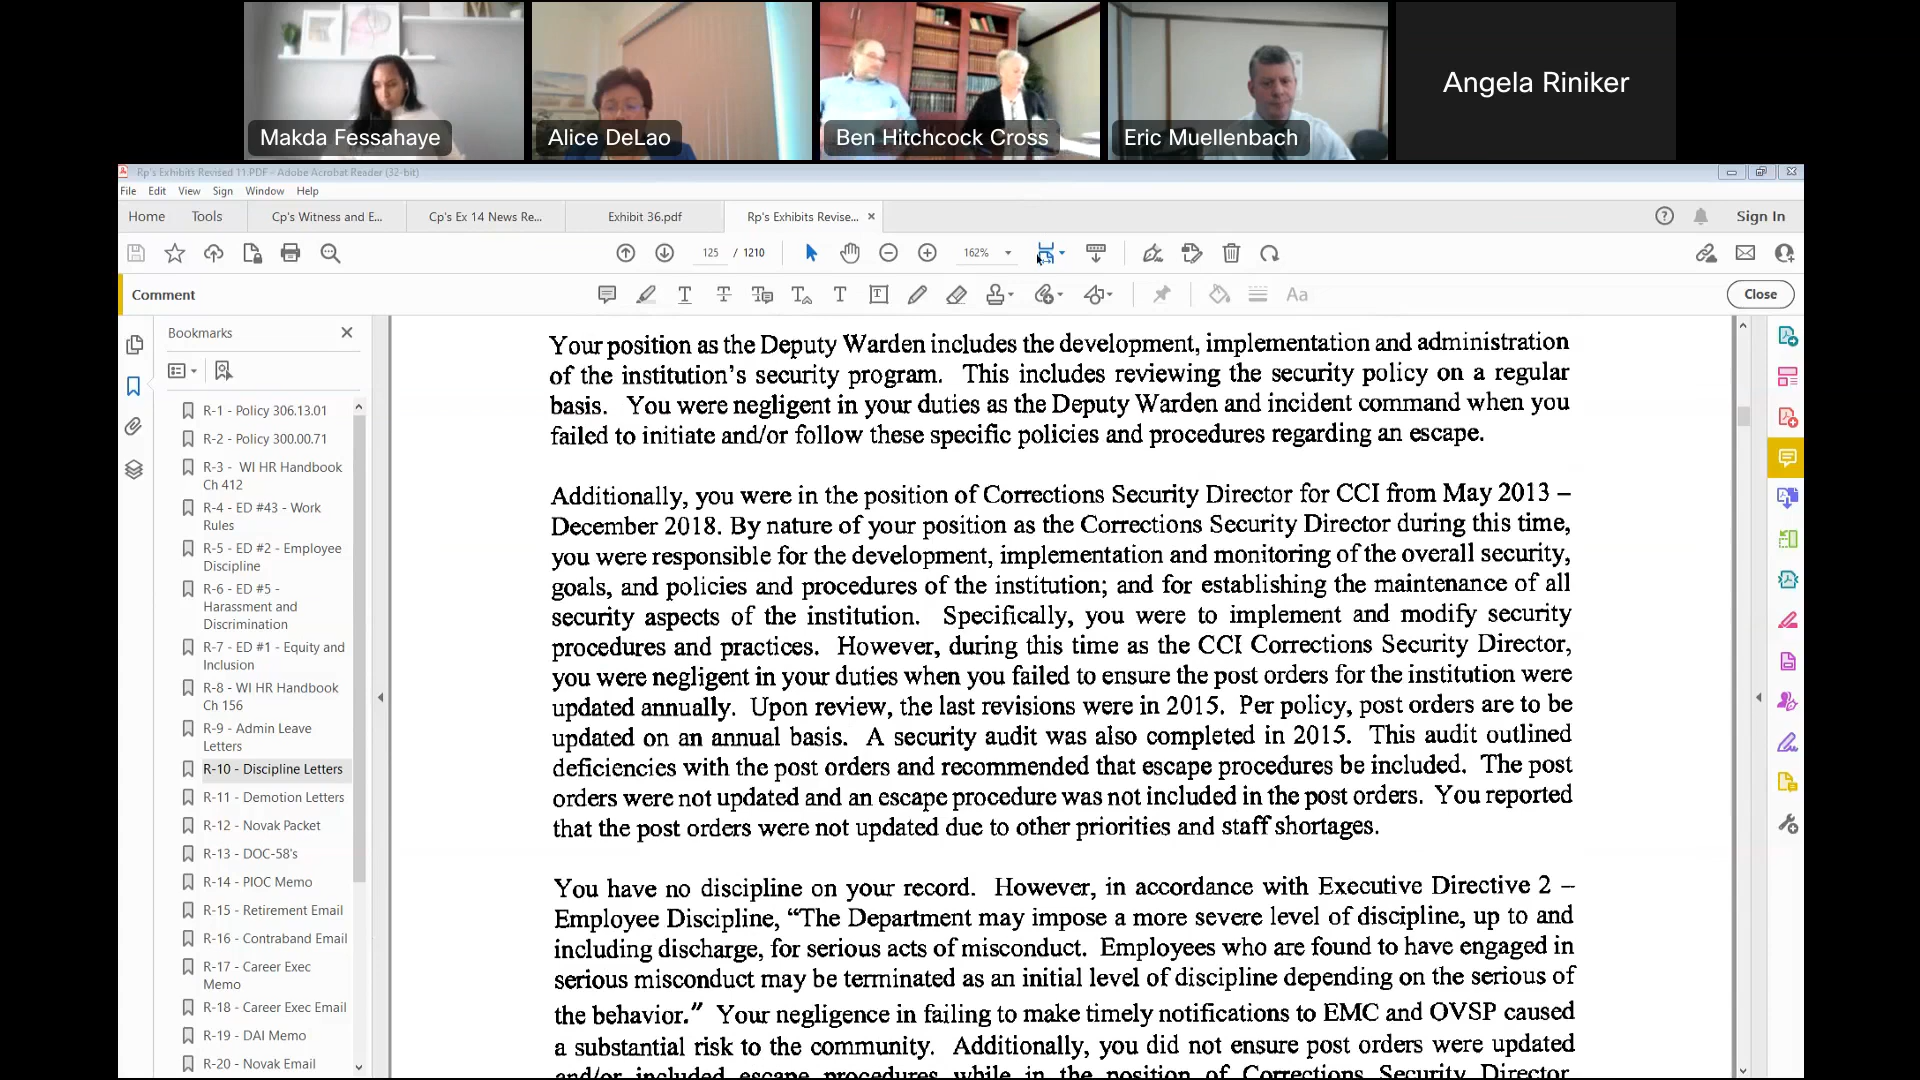 Angela Riniker
Makda Fessahaye
Alice DeLao
Ben Hitchcock Cross
Eric Muellenbach
Rp's Exhibits Revised 11.PDF - Adobe Acrobat Reader (32-bit)
File Edit View Sign Window Help
Home Tools Cp's Witness and E... Cp's Ex 14 News Re... Exhibit 36.pdf Rp's Exhibits Revise... Sign In
125 / 1210 162%
Comment Close
Bookmarks
R-1 - Policy 306.13.01
R-2 - Policy 300.00.71
R-3 - WI HR Handbook
Ch 412
R-4 - ED #43 - Work
Rules
R-5 - ED #2 - Employee
Discipline
R-6 - ED #5 -
Harassment and
Discrimination
R-7 - ED #1 - Equity and
Inclusion
R-8 - WI HR Handbook
Ch 156
R-9 - Admin Leave
Letters
R-10 - Discipline Letters
R-11 - Demotion Letters
R-12 - Novak Packet
R-13 - DOC-58's
R-14 - PIOC Memo
R-15 - Retirement Email
R-16 - Contraband Email
R-17 - Career Exec
Memo
R-18 - Career Exec Email
R-19 - DAI Memo
R-20 - Novak Email
Your position as the Deputy Warden includes the development, implementation and administration
of the institution's security program. This includes reviewing the security policy on a regular
basis. You were negligent in your duties as the Deputy Warden and incident command when you
failed to initiate and/or follow these specific policies and procedures regarding an escape.
Additionally, you were in the position of Corrections Security Director for CCI from May 2013 –
December 2018. By nature of your position as the Corrections Security Director during this time,
you were responsible for the development, implementation and monitoring of the overall security,
goals, and policies and procedures of the institution; and for establishing the maintenance of all
security aspects of the institution. Specifically, you were to implement and modify security
procedures and practices. However, during this time as the CCI Corrections Security Director,
you were negligent in your duties when you failed to ensure the post orders for the institution were
updated annually. Upon review, the last revisions were in 2015. Per policy, post orders are to be
updated on an annual basis. A security audit was also completed in 2015. This audit outlined
deficiencies with the post orders and recommended that escape procedures be included. The post
orders were not updated and an escape procedure was not included in the post orders. You reported
that the post orders were not updated due to other priorities and staff shortages.
You have no discipline on your record. However, in accordance with Executive Directive 2 –
Employee Discipline, “The Department may impose a more severe level of discipline, up to and
including discharge, for serious acts of misconduct. Employees who are found to have engaged in
serious misconduct may be terminated as an initial level of discipline depending on the serious of
the behavior.” Your negligence in failing to make timely notifications to EMC and OVSP caused
a substantial risk to the community. Additionally, you did not ensure post orders were updated
and/or included escape procedures while in the position of Corrections Security Director